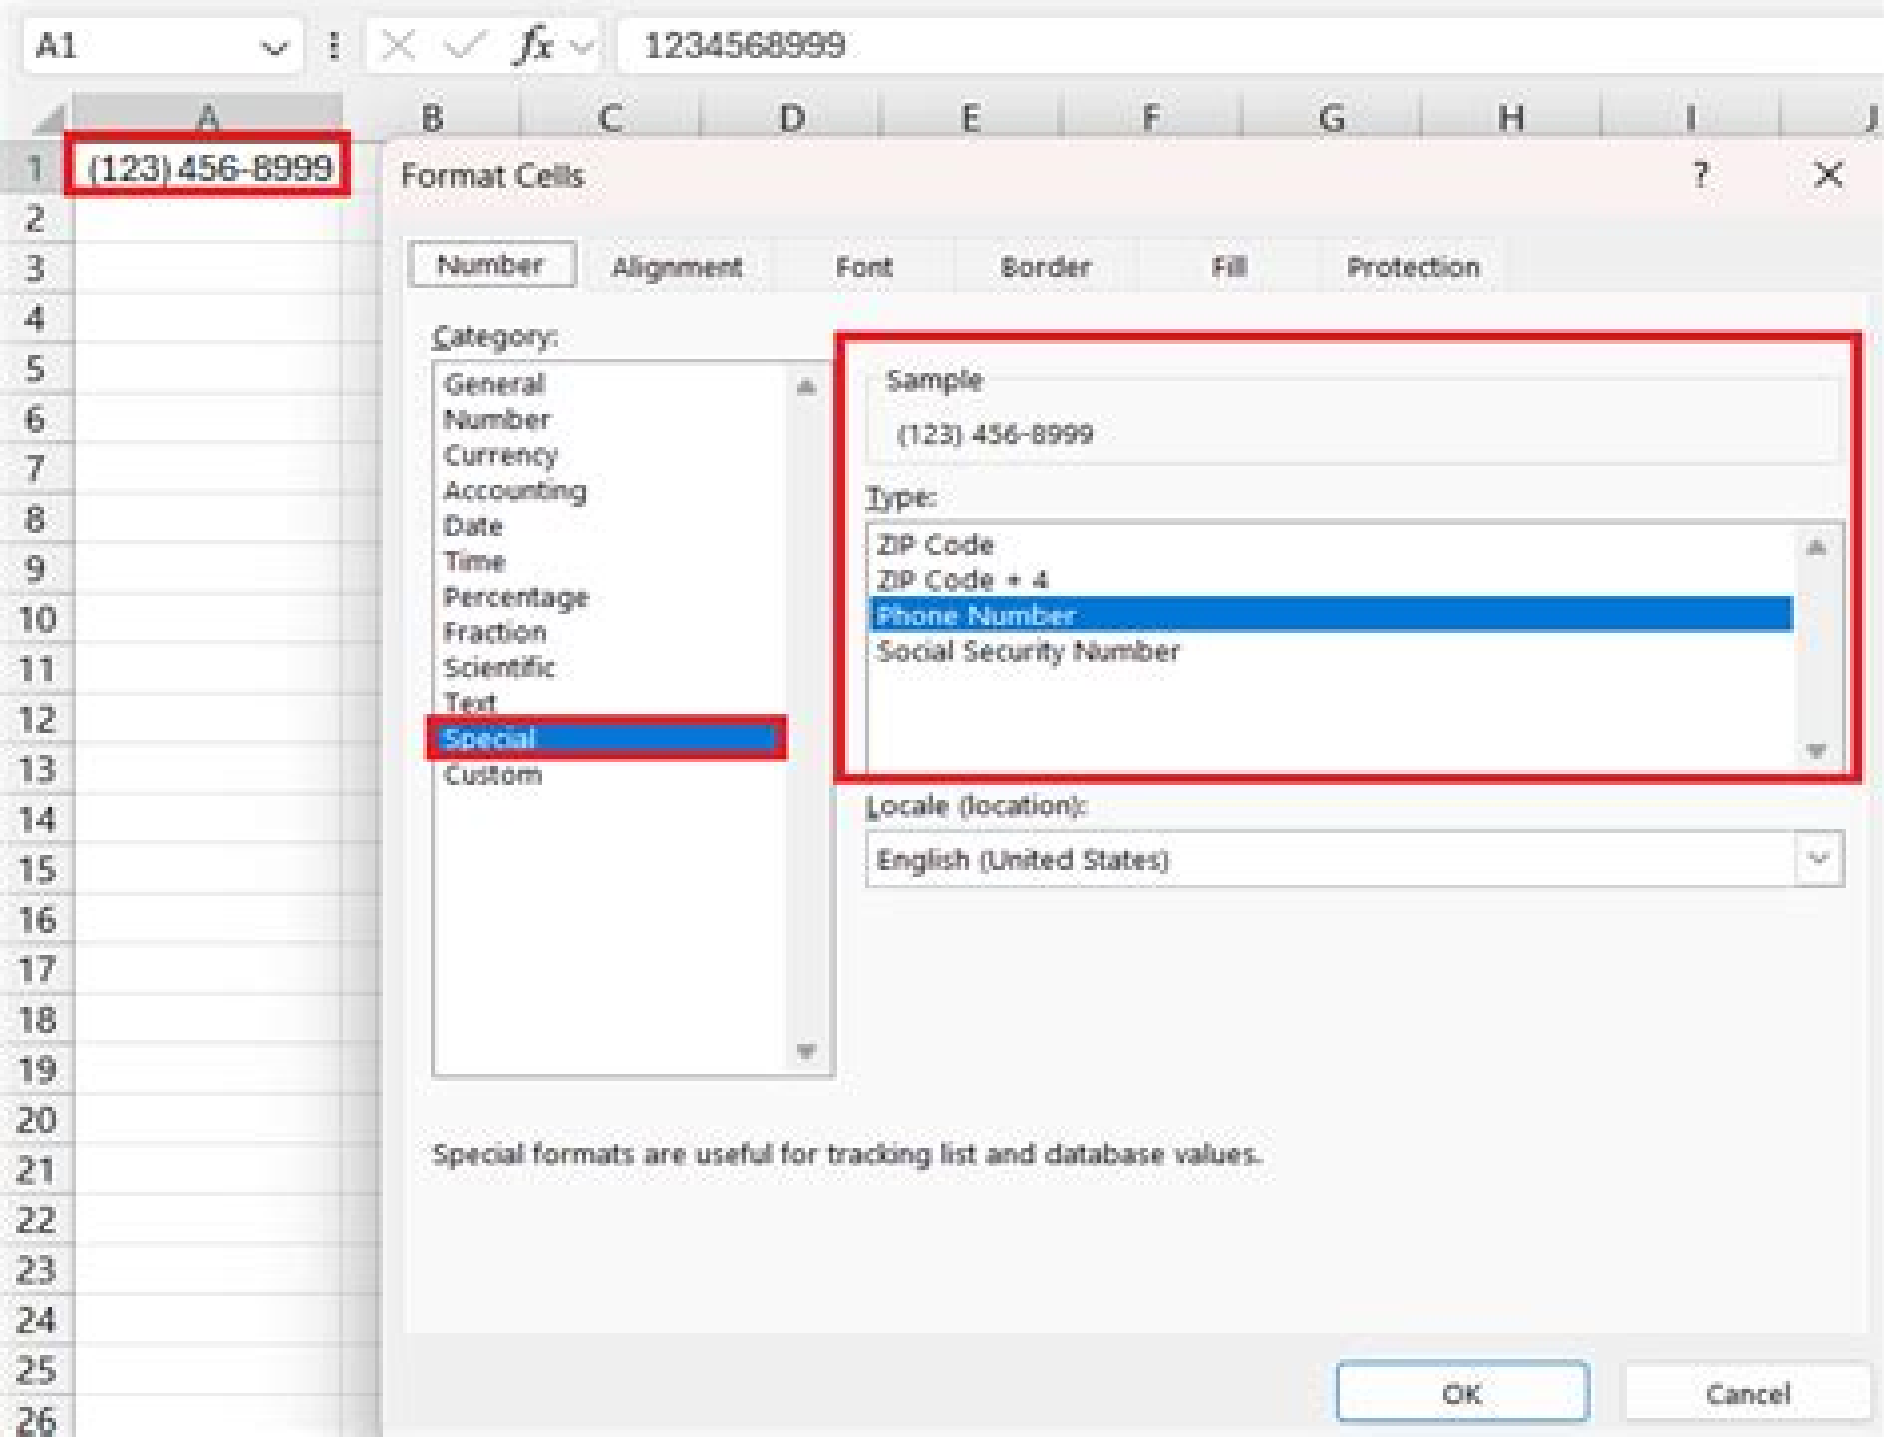 A1 fx 1234568999
A B C D E F G H I J
1 (123) 456-8999
2
3
4
5
6
7
8
9
10
11
12
13
14
15
16
17
18
19
20
21
22
23
24
25
26
Format Cells ?
Number Alignment Font Border Fill Protection
Category:
General
Number
Currency
Accounting
Date
Time
Percentage
Fraction
Scientific
Text
Special
Custom
Sample
(123) 456-8999
Type:
ZIP Code
ZIP Code + 4
Phone Number
Social Security Number
Locale (location):
English (United States)
Special formats are useful for tracking list and database values.
OK Cancel